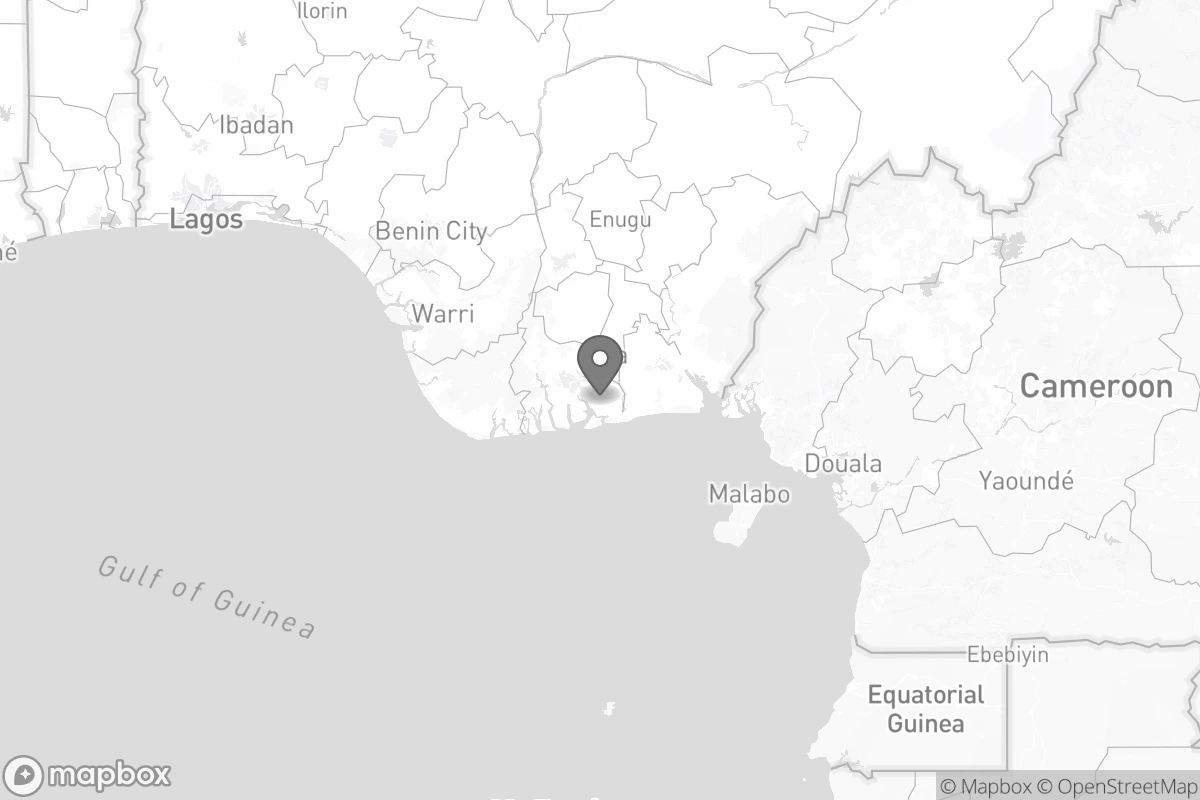 Ilorin
Ibadan
Lagos
Benin City
Enugu
Warri
Cameroon
Douala
Yaoundé
Malabo
Gulf of Guinea
Ebebiyin
Equatorial
Guinea
mapbox
© Mapbox © OpenStreetMap